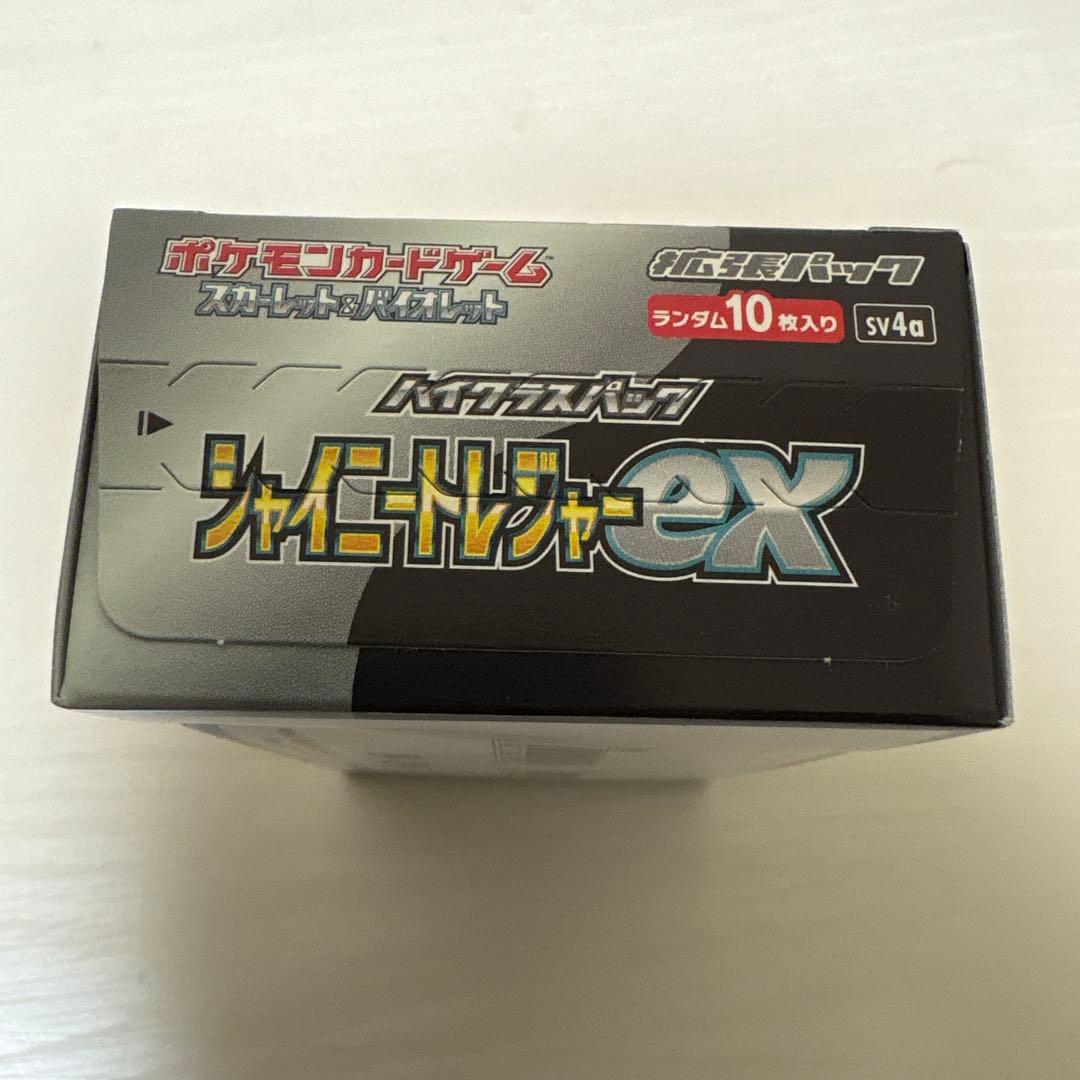 ポケモンカードゲーム™
スカーレット&バイオレット
拡張パック
ランダム10枚入り
SV4a
ハイクラスパック
シャイニートレジャーex